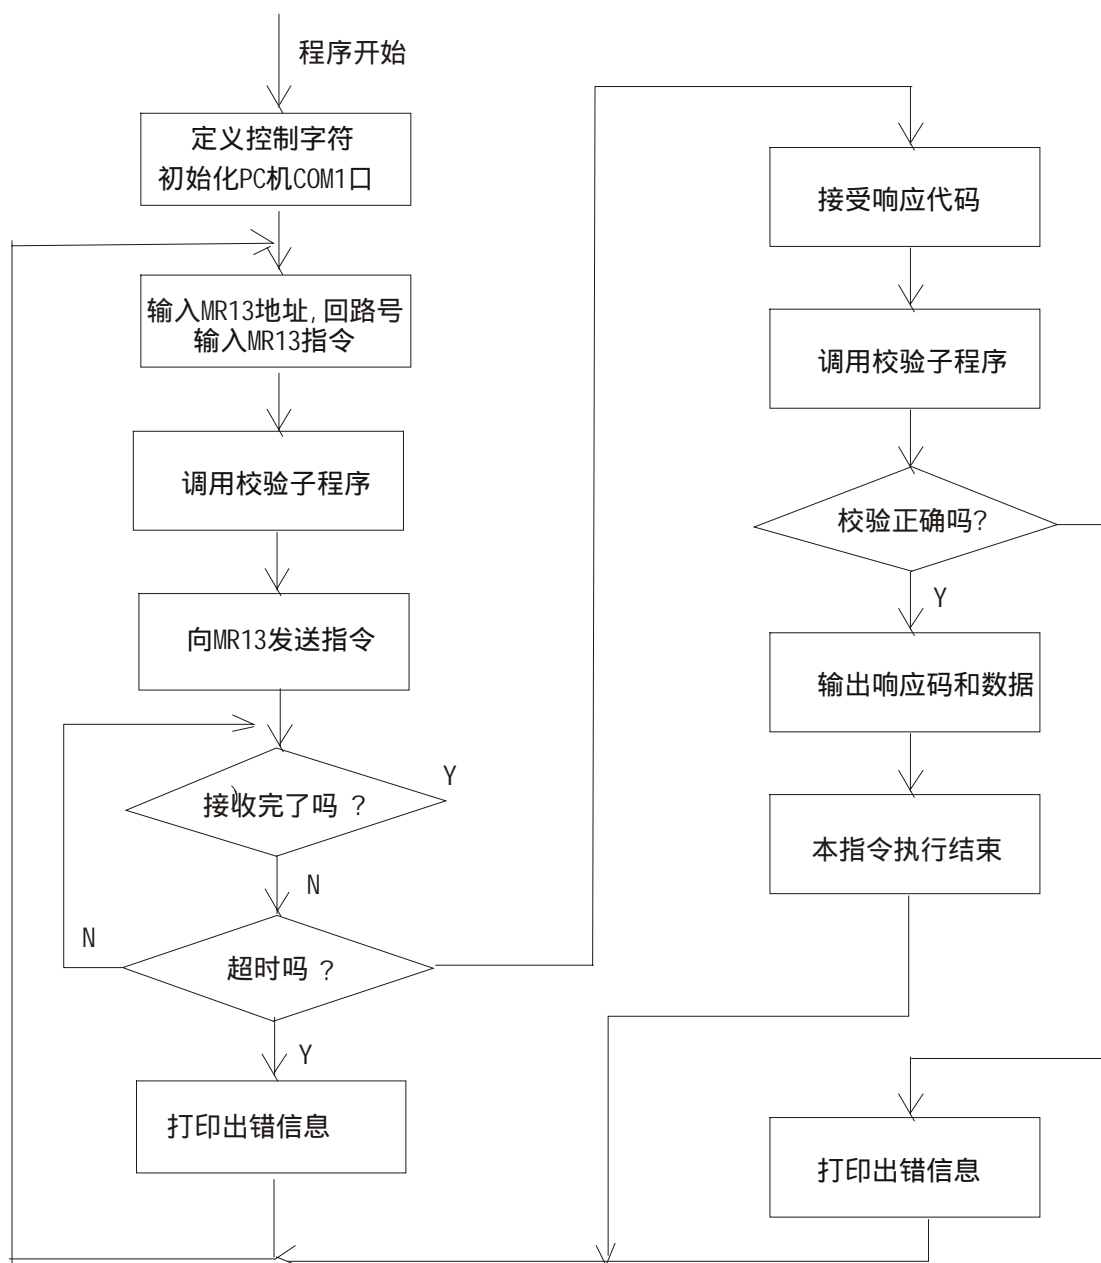 程序开始
定义控制字符
初始化PC机COM1口
输入MR13地址,回路号
输入MR13指令
调用校验子程序
向MR13发送指令
接收完了吗 ?
Y
N
超时吗 ?
N
Y
打印出错信息
接受响应代码
调用校验子程序
校验正确吗?
Y
输出响应码和数据
本指令执行结束
打印出错信息